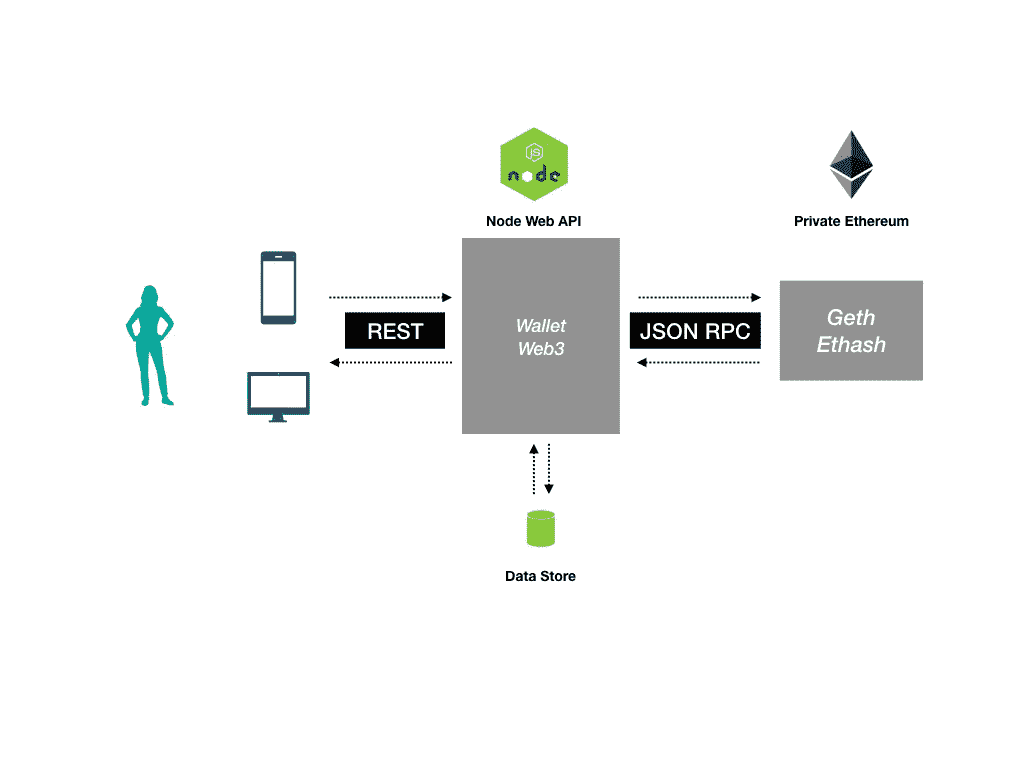 JS
node
Node Web API
Private Ethereum
REST
Wallet
Web3
JSON RPC
Geth
Ethash
Data Store